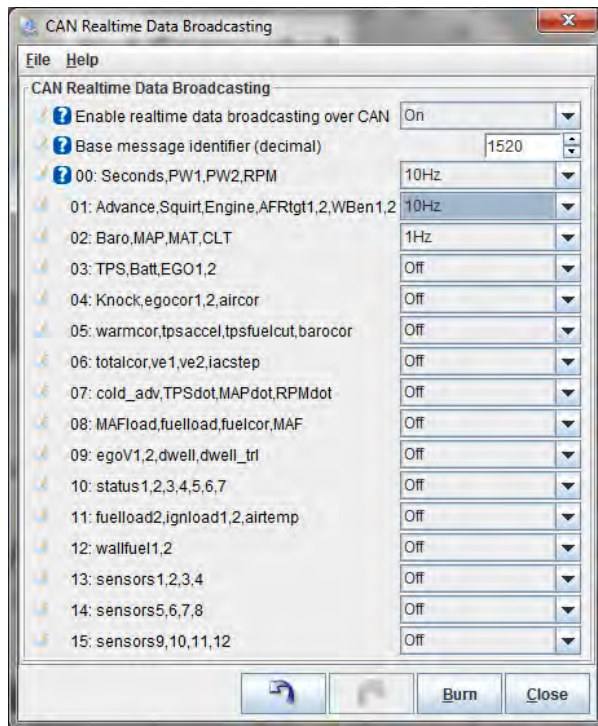 CAN Realtime Data Broadcasting
File Help
CAN Realtime Data Broadcasting
? Enable realtime data broadcasting over CAN On
? Base message identifier (decimal) 1520
? 00: Seconds,PW1,PW2,RPM 10Hz
01: Advance,Squirt,Engine,AFRtgt1,2,WBen1,2 10Hz
02: Baro,MAP,MAT,CLT 1Hz
03: TPS,Batt,EGO1,2 Off
04: Knock,egocor1,2,aircor Off
05: warmcor,tpsaccel,tpsfuelcut,barocor Off
06: totalcor,ve1,ve2,iacstep Off
07: cold_adv,TPSdot,MAPdot,RPMdot Off
08: MAFload,fuelload,fuelcor,MAF Off
09: egoV1,2,dwell,dwell_trl Off
10: status1,2,3,4,5,6,7 Off
11: fuelload2,ignload1,2,airtemp Off
12: wallfuel1,2 Off
13: sensors1,2,3,4 Off
14: sensors5,6,7,8 Off
15: sensors9,10,11,12 Off
Burn Close